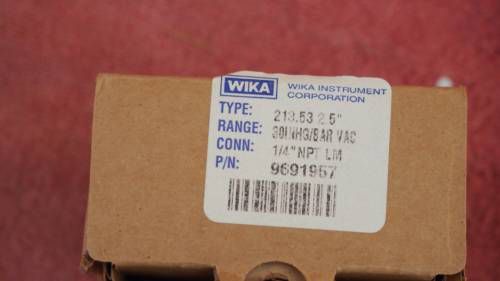 WIKA WIKA INSTRUMENT
CORPORATION
TYPE: 213.53 2.5"
RANGE: 30INHG/BAR VAC
CONN: 1/4"NPT LM
P/N: 9691957